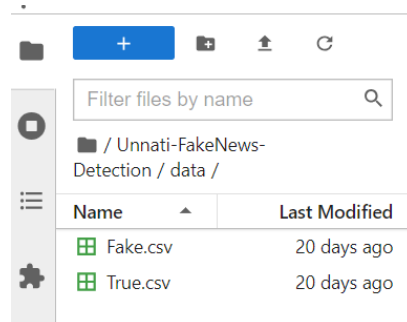 +
Filter files by name
/ Unnati-FakeNews-
Detection / data /
Name Last Modified
Fake.csv 20 days ago
True.csv 20 days ago